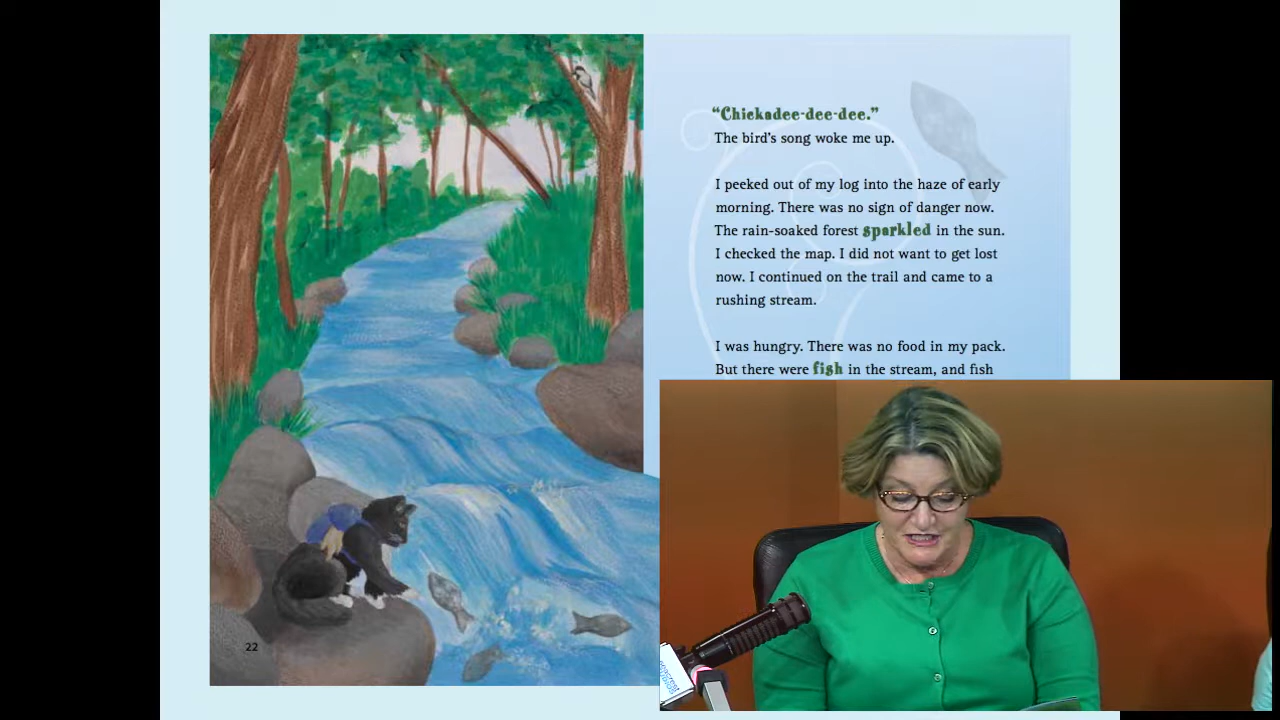 “Chickadee-dee-dee.”
The bird’s song woke me up.
I peeked out of my log into the haze of early
morning. There was no sign of danger now.
The rain-soaked forest sparkled in the sun.
I checked the map. I did not want to get lost
now. I continued on the trail and came to a
rushing stream.
I was hungry. There was no food in my pack.
But there were fish in the stream, and fish
22